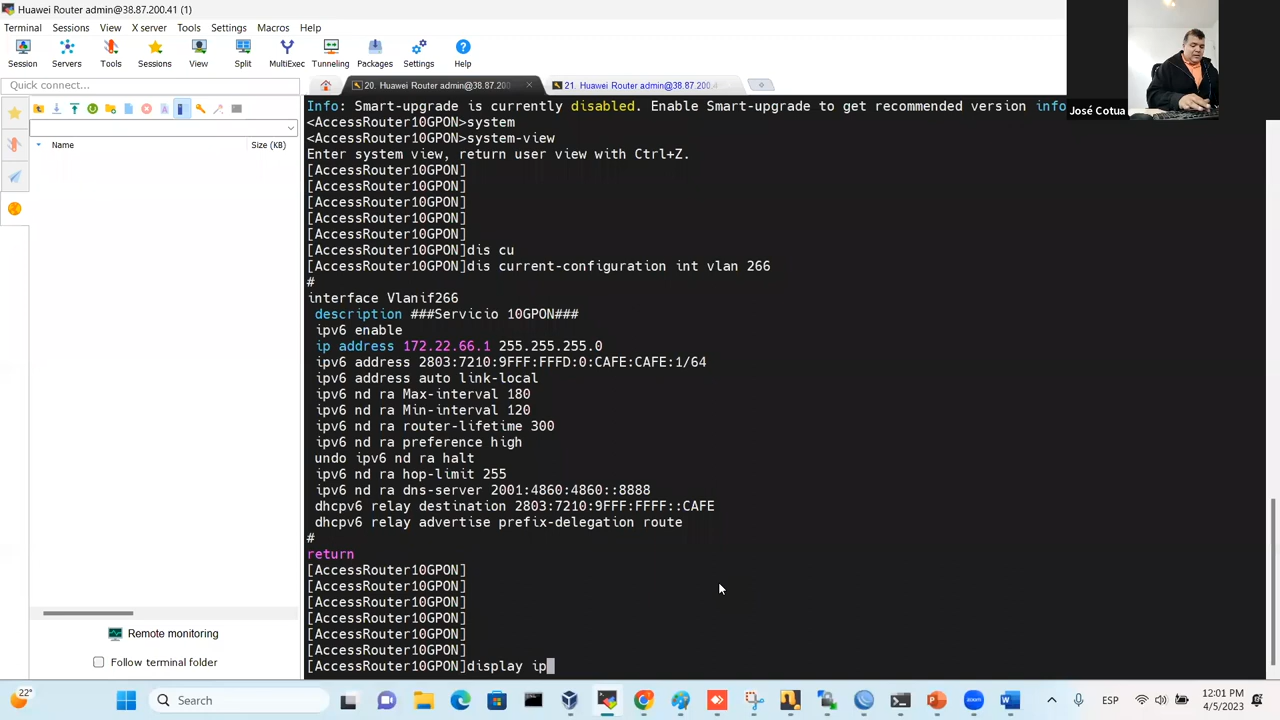 Huawei Router admin@38.87.200.41 (1)
Terminal Sessions View X server Tools Settings Macros Help
Session Servers Tools Sessions View Split MultiExec Tunneling Packages Settings Help
Quick connect...
20. Huawei Router admin@38.87.200
21. Huawei Router admin@38.87.200.4
Name Size (KB)
Info: Smart-upgrade is currently disabled. Enable Smart-upgrade to get recommended version info
<AccessRouter10GPON>system
<AccessRouter10GPON>system-view
Enter system view, return user view with Ctrl+Z.
[AccessRouter10GPON]
[AccessRouter10GPON]
[AccessRouter10GPON]
[AccessRouter10GPON]
[AccessRouter10GPON]
[AccessRouter10GPON]dis cu
[AccessRouter10GPON]dis current-configuration int vlan 266
#
interface Vlanif266
description ###Servicio 10GPON###
ipv6 enable
ip address 172.22.66.1 255.255.255.0
ipv6 address 2803:7210:9FFF:FFFD:0:CAFE:CAFE:1/64
ipv6 address auto link-local
ipv6 nd ra Max-interval 180
ipv6 nd ra Min-interval 120
ipv6 nd ra router-lifetime 300
ipv6 nd ra preference high
undo ipv6 nd ra halt
ipv6 nd ra hop-limit 255
ipv6 nd ra dns-server 2001:4860:4860::8888
dhcpv6 relay destination 2803:7210:9FFF:FFFF::CAFE
dhcpv6 relay advertise prefix-delegation route
#
return
[AccessRouter10GPON]
[AccessRouter10GPON]
[AccessRouter10GPON]
[AccessRouter10GPON]
[AccessRouter10GPON]
[AccessRouter10GPON]
[AccessRouter10GPON]display ip
Remote monitoring
Follow terminal folder
José Cotua
22°
Search
ESP
12:01 PM
4/5/2023